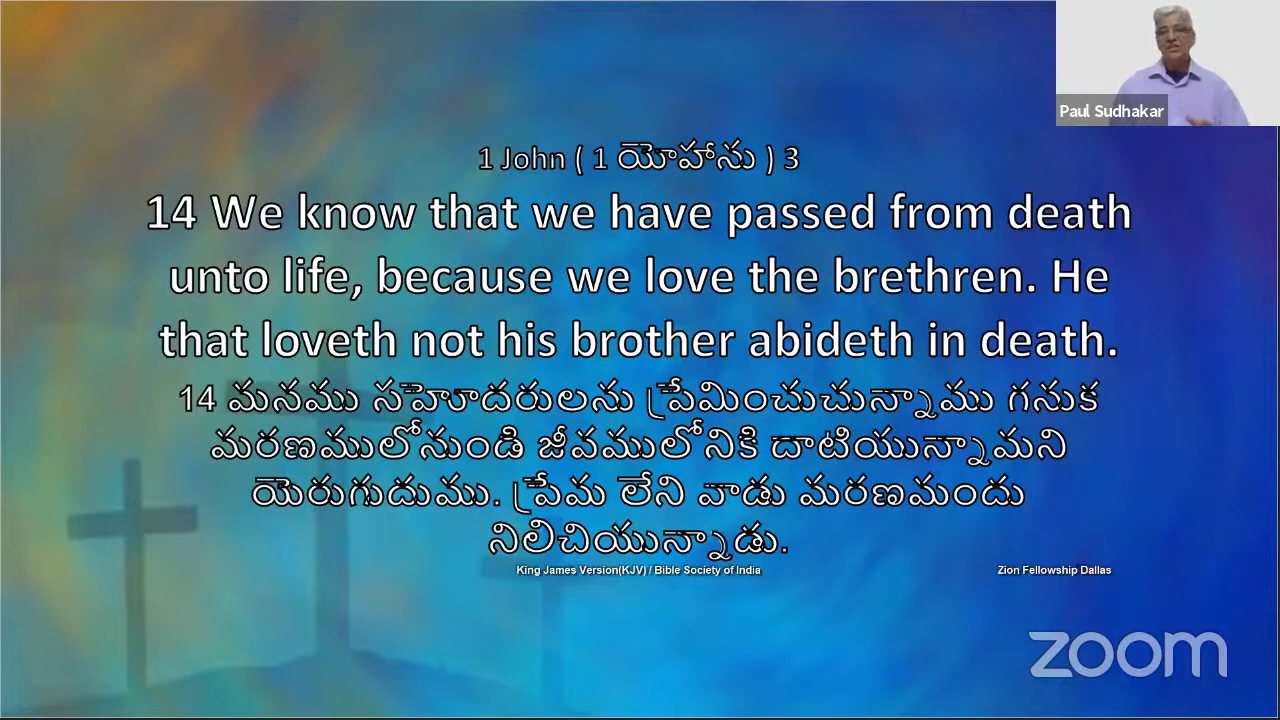 Paul Sudhakar
1 John ( 1 యోహాను ) 3
14 We know that we have passed from death
unto life, because we love the brethren. He
that loveth not his brother abideth in death.
14 మనము సహోదరులను ప్రేమించుచున్నాము గనుక
మరణములోనుండి జీవములోనికి దాటియున్నామని
యెరుగుదుము. ప్రేమ లేని వాడు మరణమందు
నిలిచియున్నాడు.
King James Version(KJV) / Bible Society of India
Zion Fellowship Dallas
zoom